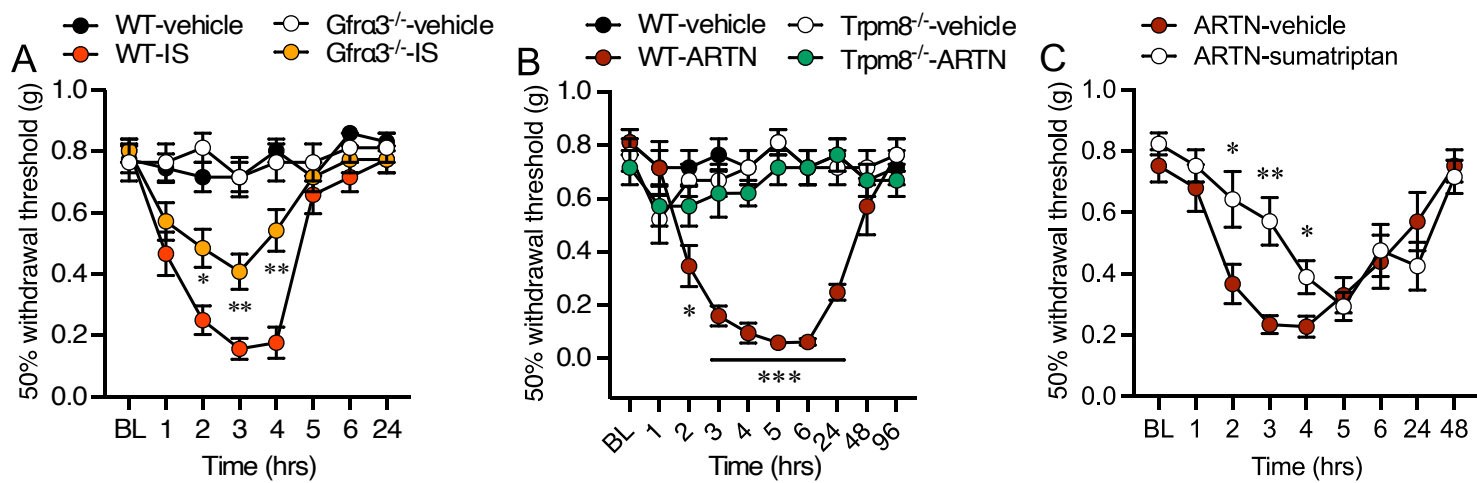 A
WT-vehicle
Gfrα3-/--vehicle
WT-IS
Gfrα3-/--IS
50% withdrawal threshold (g)
1.0
0.8
0.6
0.4
0.2
0.0
*
**
**
BL 1 2 3 4 5 6 24
Time (hrs)
B
WT-vehicle
Trpm8-/--vehicle
WT-ARTN
Trpm8-/--ARTN
50% withdrawal threshold (g)
1.0
0.8
0.6
0.4
0.2
0.0
*
***
BL 1 2 3 4 5 6 24 48 96
Time (hrs)
C
ARTN-vehicle
ARTN-sumatriptan
50% withdrawal threshold (g)
1.0
0.8
0.6
0.4
0.2
0.0
*
**
*
BL 1 2 3 4 5 6 24 48
Time (hrs)